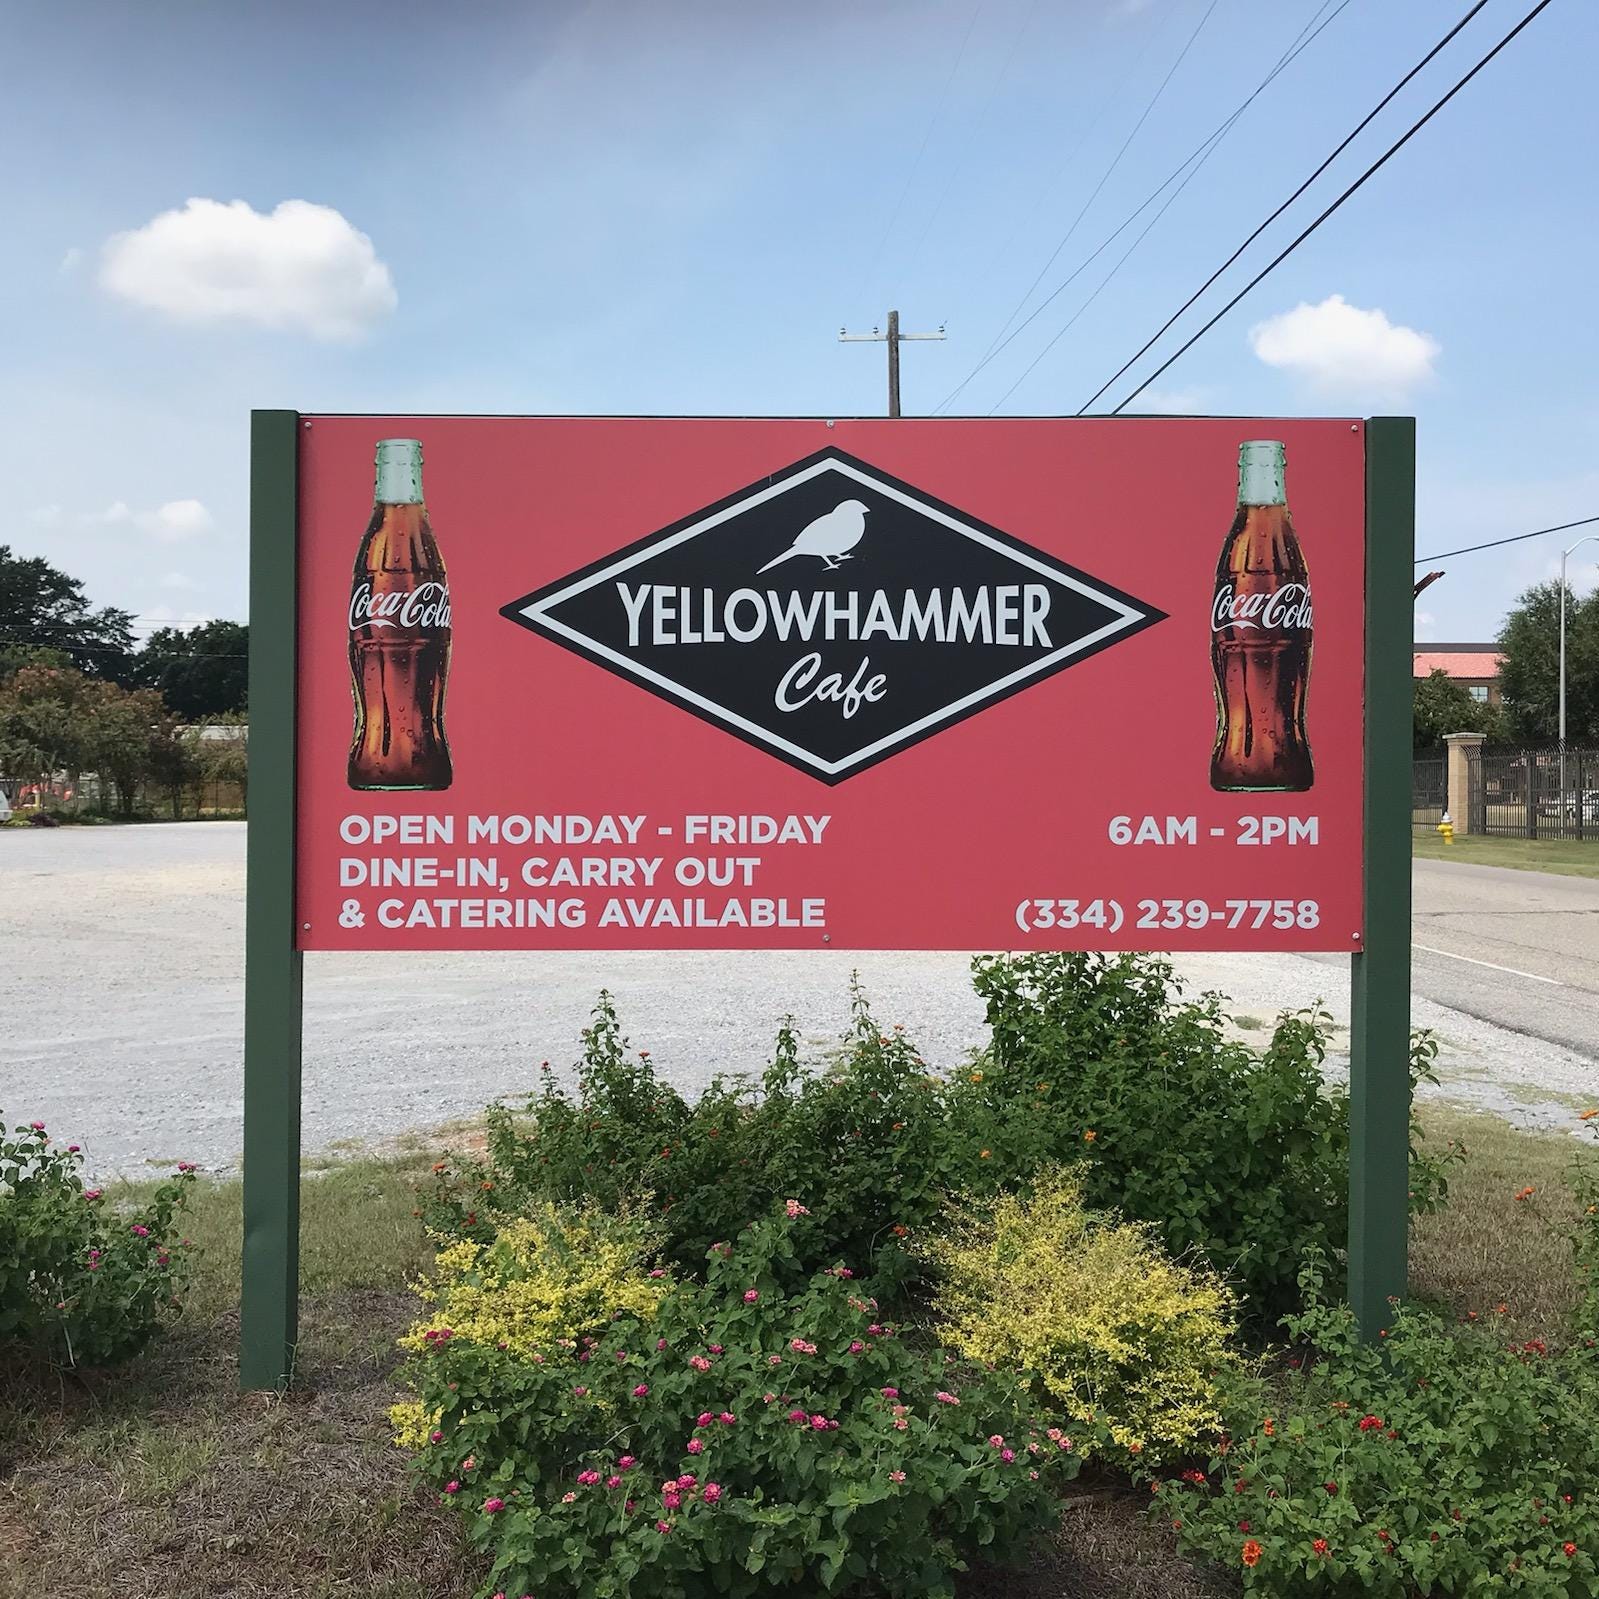 Coca-Cola
YELLOWHAMMER
Cafe
Coca-Cola
OPEN MONDAY - FRIDAY
DINE-IN, CARRY OUT
& CATERING AVAILABLE
6AM - 2PM
(334) 239-7758